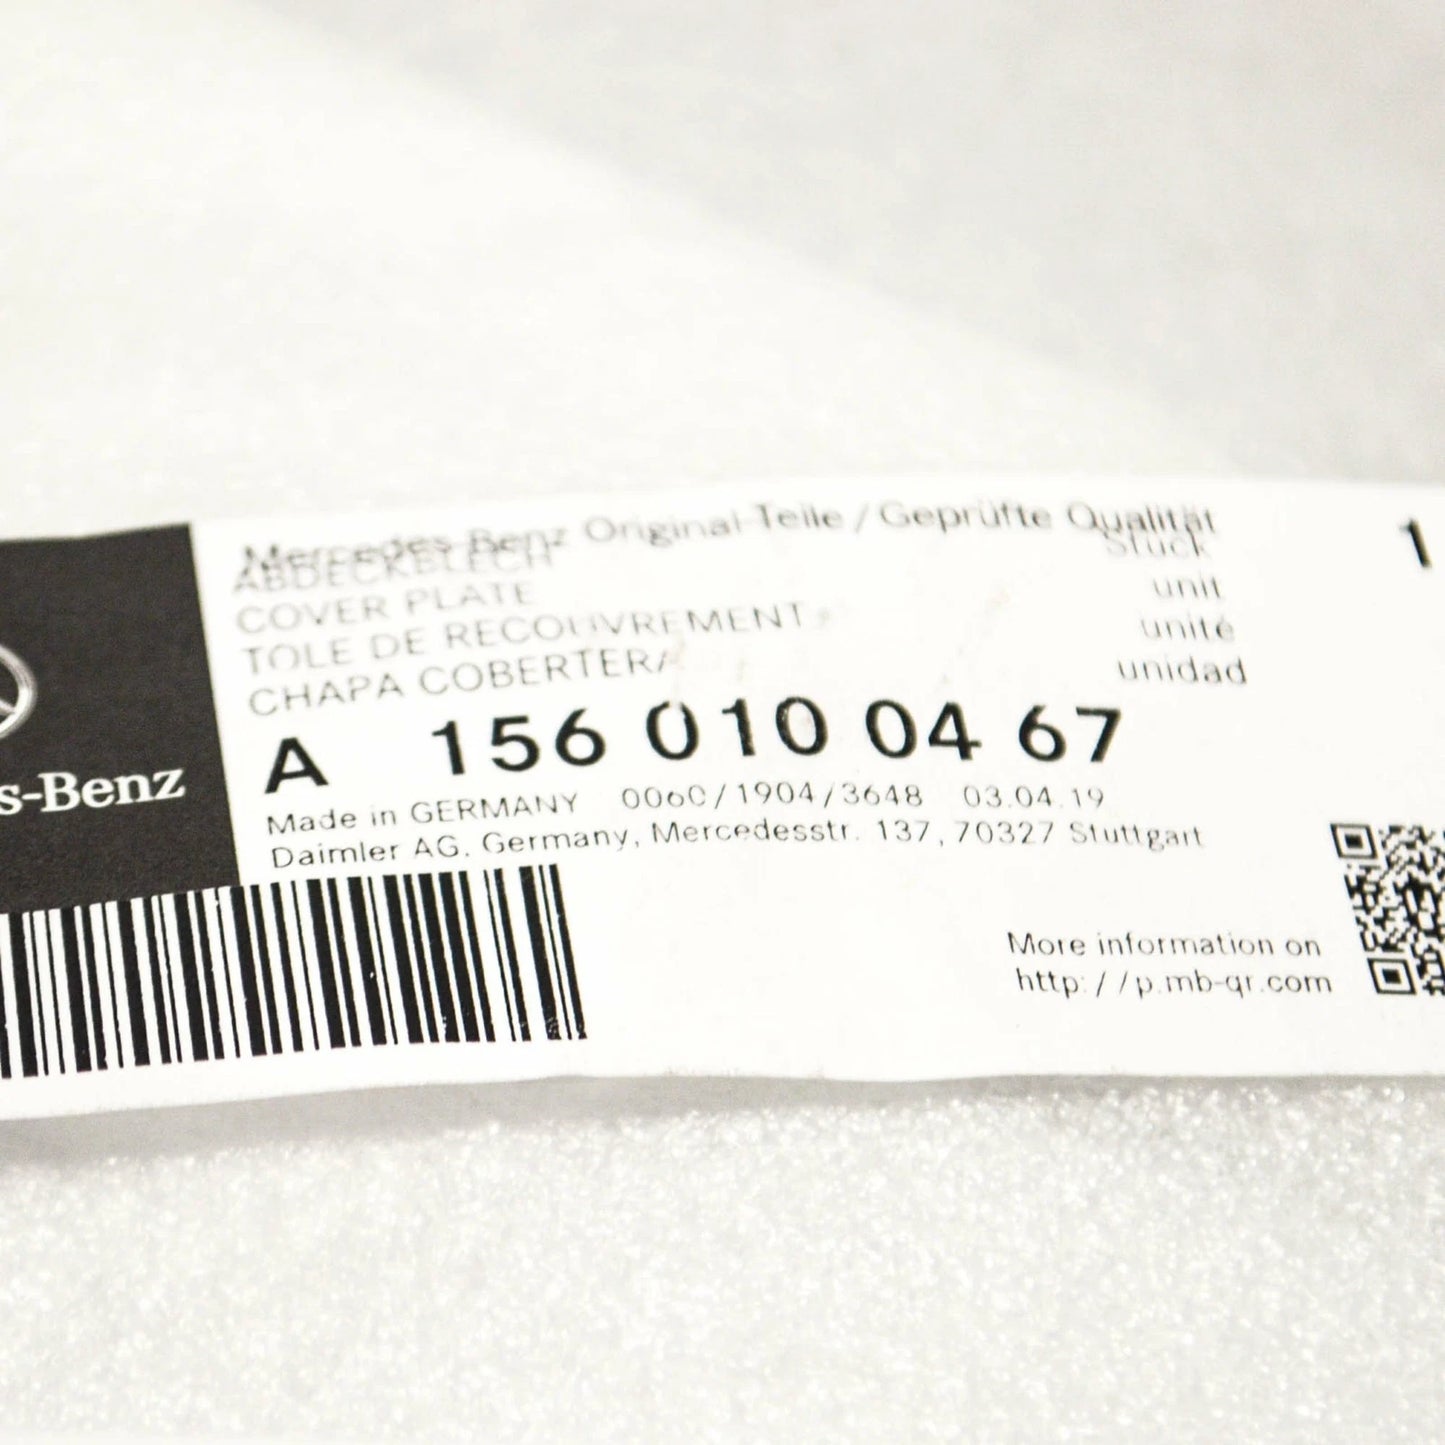 s-Benz
Mercedes-Benz Original-Teile / Geprüfte Qualität
ABDECKBLECH Stück 1
COVER PLATE unit
TOLE DE RECOUVREMENT unité
CHAPA COBERTERA unidad
A 156 010 04 67
Made in GERMANY 0060/1904/3648 03.04.19
Daimler AG, Germany, Mercedesstr. 137, 70327 Stuttgart
More information on
http://p.mb-qr.com